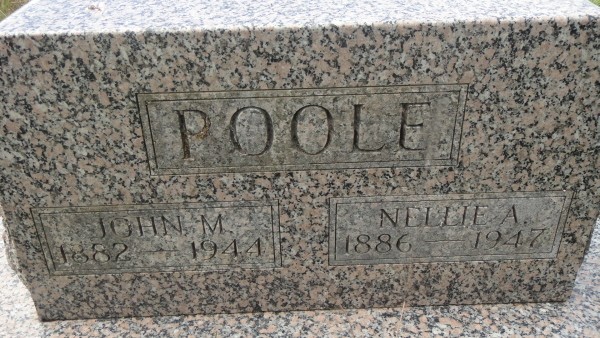 POOLE
JOHN M.
1882 — 1944
NELLIE A.
1886 — 1947